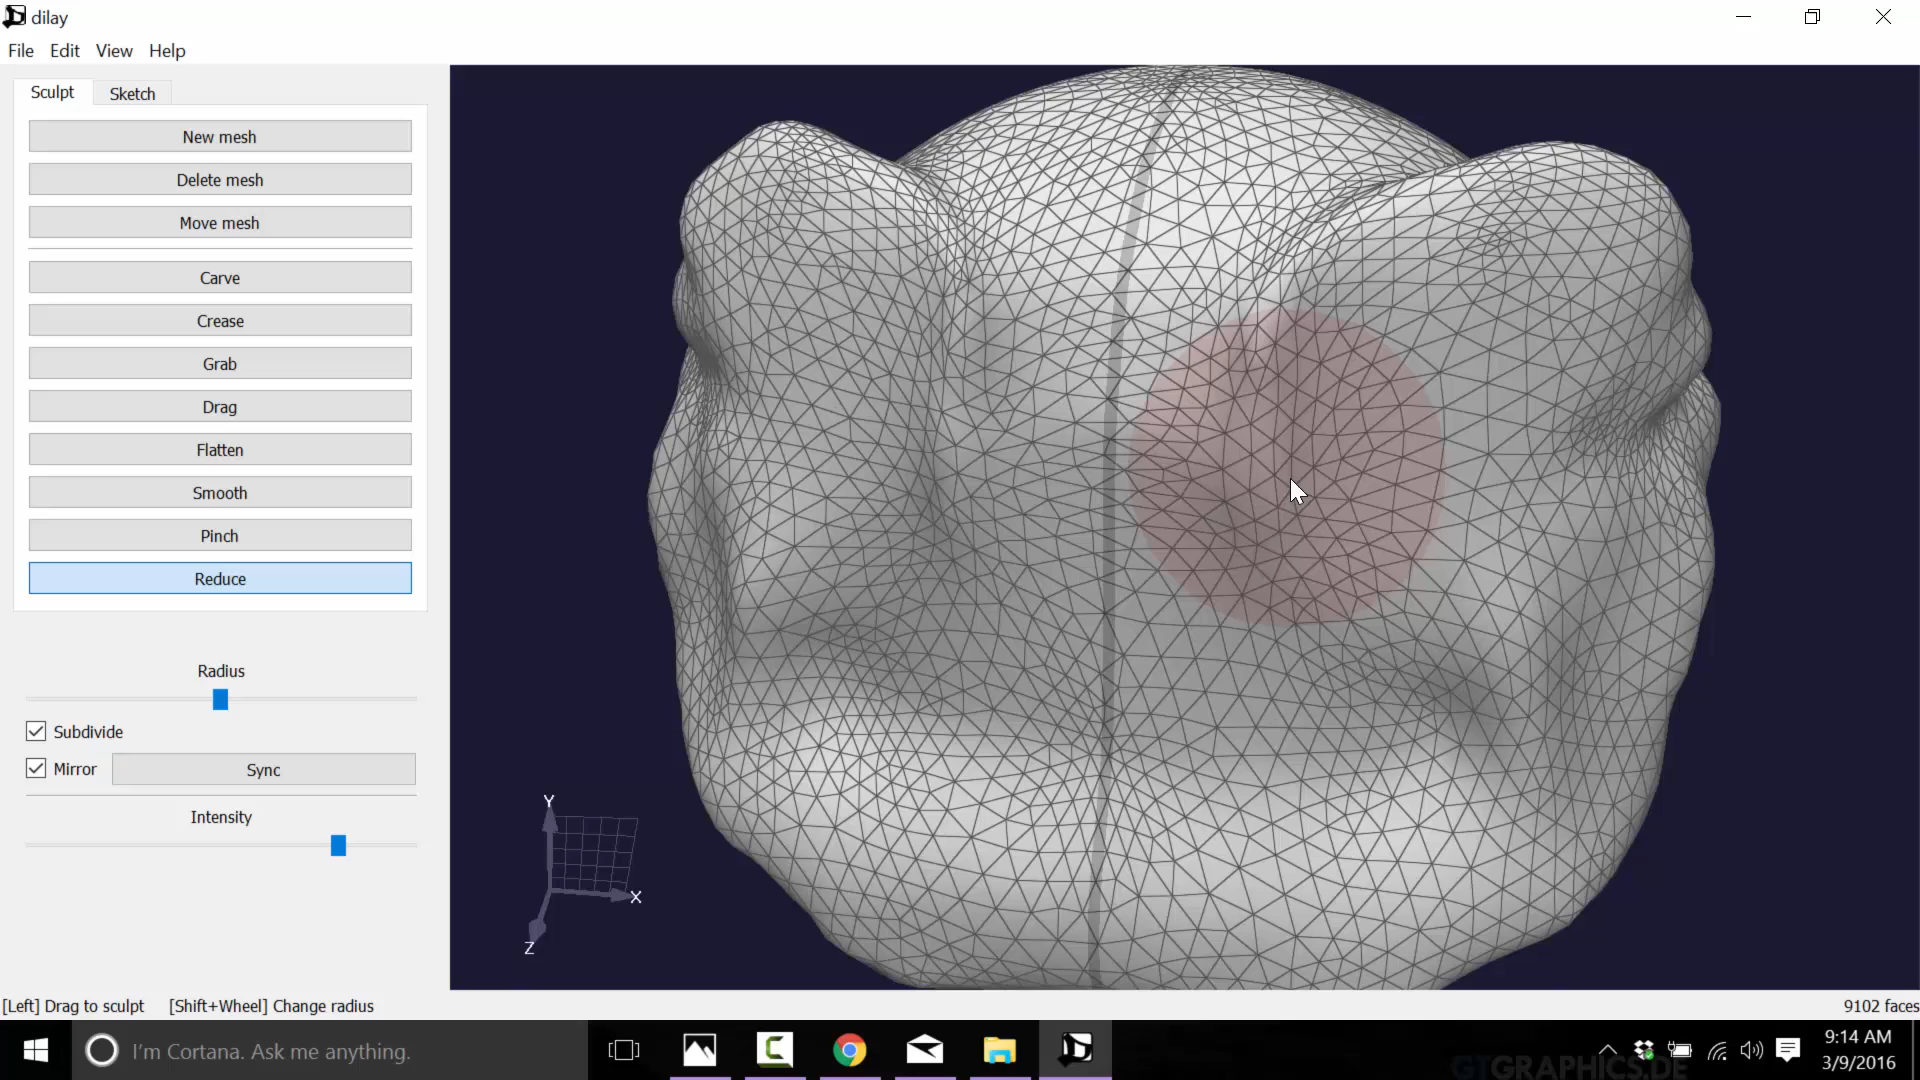 dilay
File Edit View Help
Sculpt Sketch
New mesh
Delete mesh
Move mesh
Carve
Crease
Grab
Drag
Flatten
Smooth
Pinch
Reduce
Radius
Subdivide
Mirror Sync
Intensity
Y
X
Z
[Left] Drag to sculpt [Shift+Wheel] Change radius 9102 faces
I'm Cortana. Ask me anything.
9:14 AM
3/9/2016
GTGRAPHICS.DE